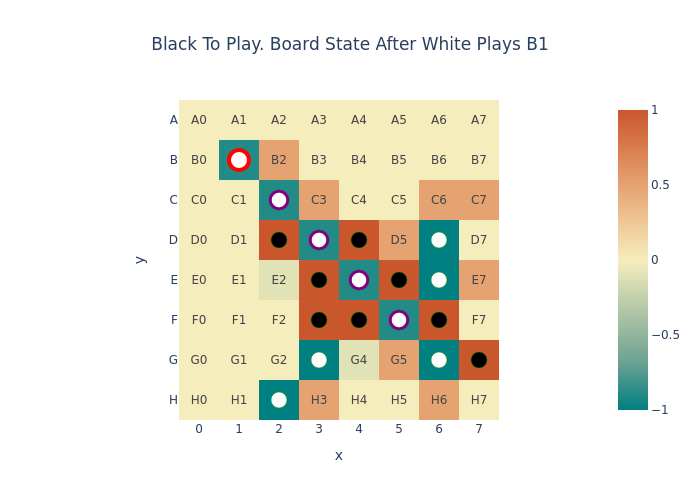 Black To Play. Board State After White Plays B1
A A0 A1 A2 A3 A4 A5 A6 A7
B B0 B2 B3 B4 B5 B6 B7
C C0 C1 C3 C4 C5 C6 C7
D D0 D1 D5 D7
E E0 E1 E2 E7
F F0 F1 F2 F7
G G0 G1 G2 G4 G5
H H0 H1 H3 H4 H5 H6 H7
0 1 2 3 4 5 6 7
x
y
1
0.5
0
−0.5
−1